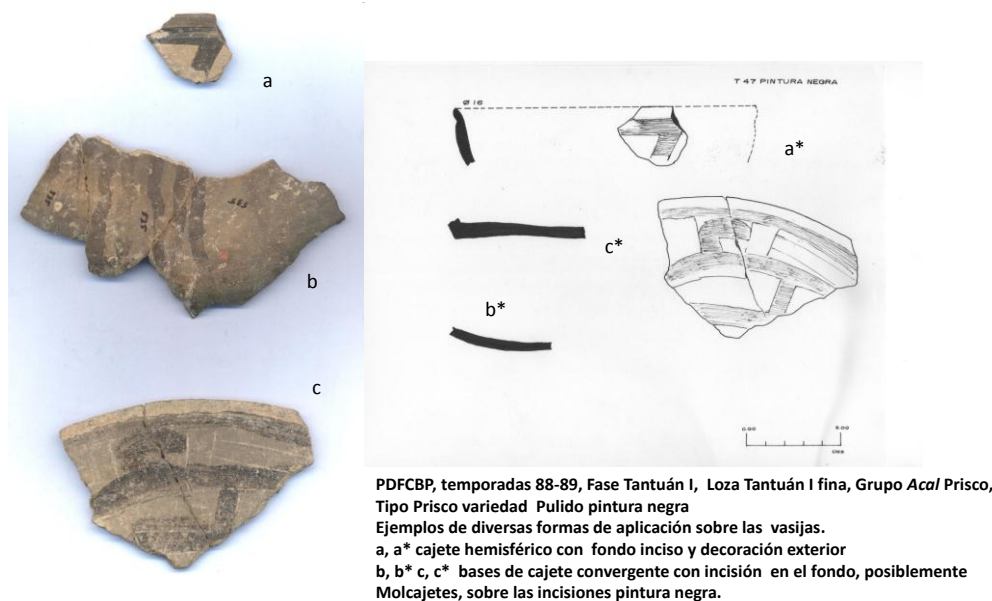 a
b
c
T 47 PINTURA NEGRA
Ø 16
a*
c*
b*
0.00 5.00
CMS
PDFCBP, temporadas 88-89, Fase Tantuán I, Loza Tantuán I fina, Grupo Acal Prisco,
Tipo Prisco variedad Pulido pintura negra
Ejemplos de diversas formas de aplicación sobre las vasijas.
a, a* cajete hemisférico con fondo inciso y decoración exterior
b, b* c, c* bases de cajete convergente con incisión en el fondo, posiblemente
Molcajetes, sobre las incisiones pintura negra.